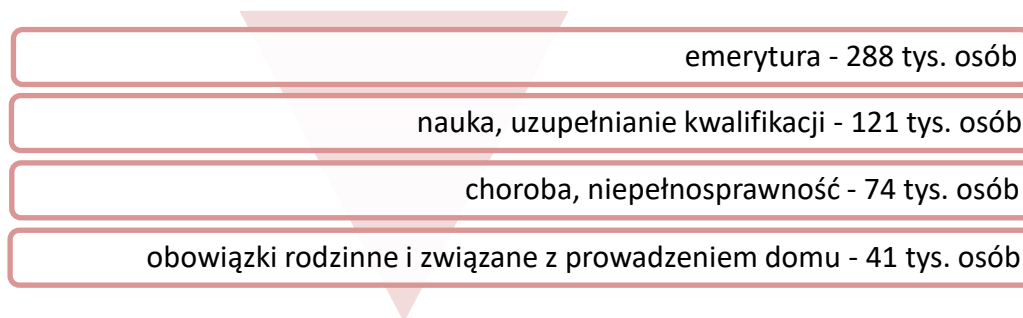 emerytura - 288 tys. osób
nauka, uzupełnianie kwalifikacji - 121 tys. osób
choroba, niepełnosprawność - 74 tys. osób
obowiązki rodzinne i związane z prowadzeniem domu - 41 tys. osób